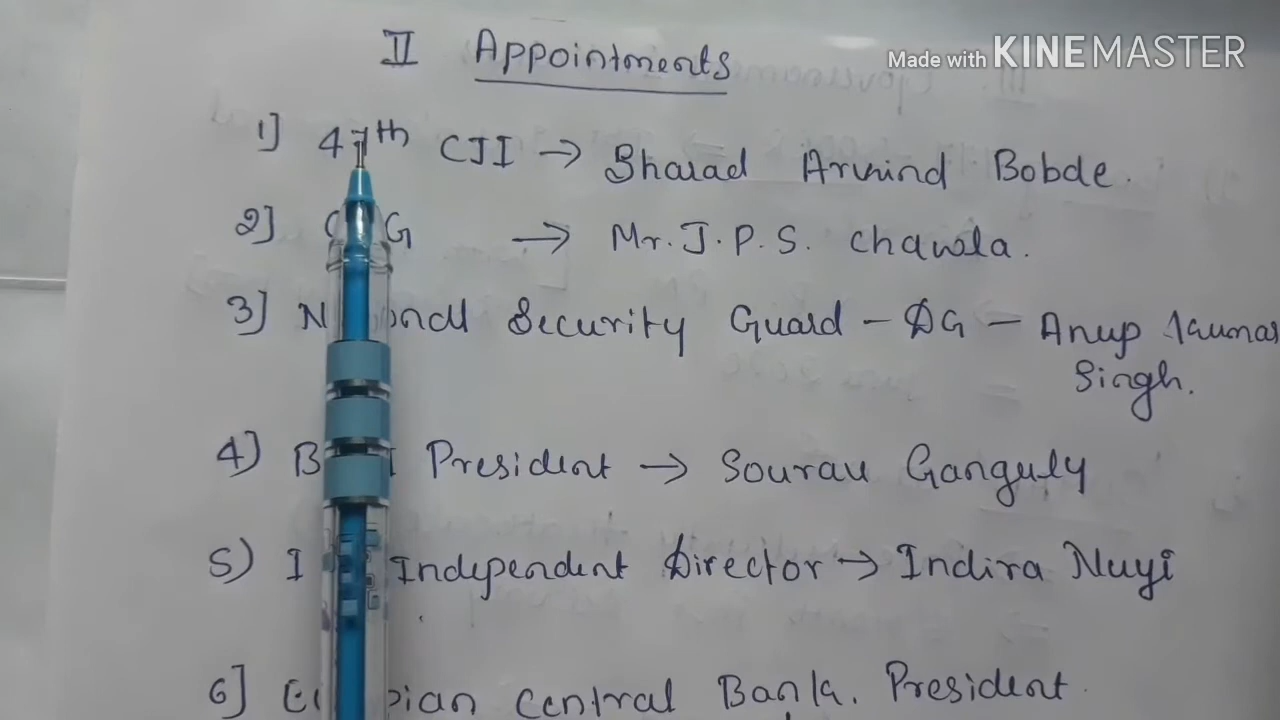 Made with KINEMASTER
II Appointments
1] 47th CJI → Sharad Arvind Bobde.
2] → Mr. J. P. S. Chawla.
3] Security Guard - DG - Anup Kumar
Singh.
4) President → Sourav Ganguly
5) Independent Director → Indira Nuyi
6] Central Bank. President